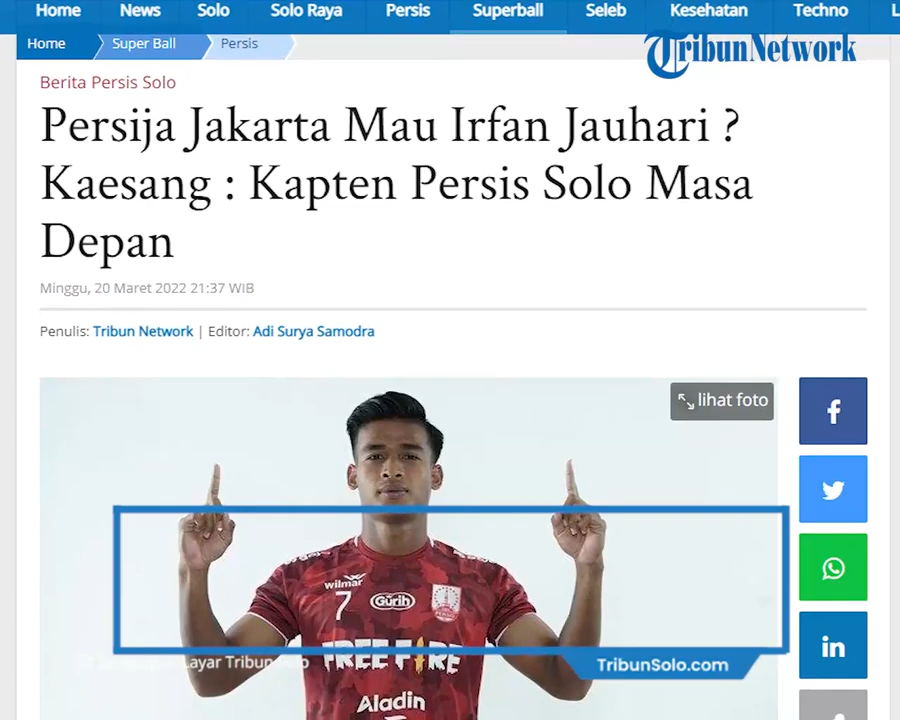 Home News Solo Solo Raya Persis Superball Seleb Kesehatan Techno L
Home Super Ball Persis
TribunNetwork
Berita Persis Solo
Persija Jakarta Mau Irfan Jauhari ?
Kaesang : Kapten Persis Solo Masa
Depan
Minggu, 20 Maret 2022 21:37 WIB
Penulis: Tribun Network | Editor: Adi Surya Samodra
lihat foto
wilmar
7
Gurih
FREE FIRE
Layar Tribun
TribunSolo.com
Aladin